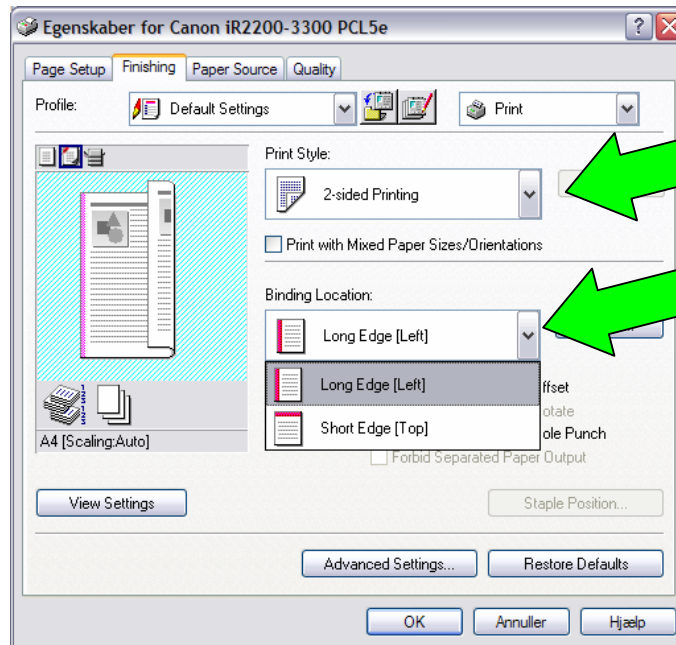 Egenskaber for Canon iR2200-3300 PCL5e
Page Setup Finishing Paper Source Quality
Profile: Default Settings Print
Print Style:
2-sided Printing
Print with Mixed Paper Sizes/Orientations
Binding Location:
Long Edge [Left]
Long Edge [Left]
Short Edge [Top]
ffset
otate
ole Punch
Forbid Separated Paper Output
A4 [Scaling:Auto]
View Settings
Staple Position...
Advanced Settings... Restore Defaults
OK Annuller Hjælp